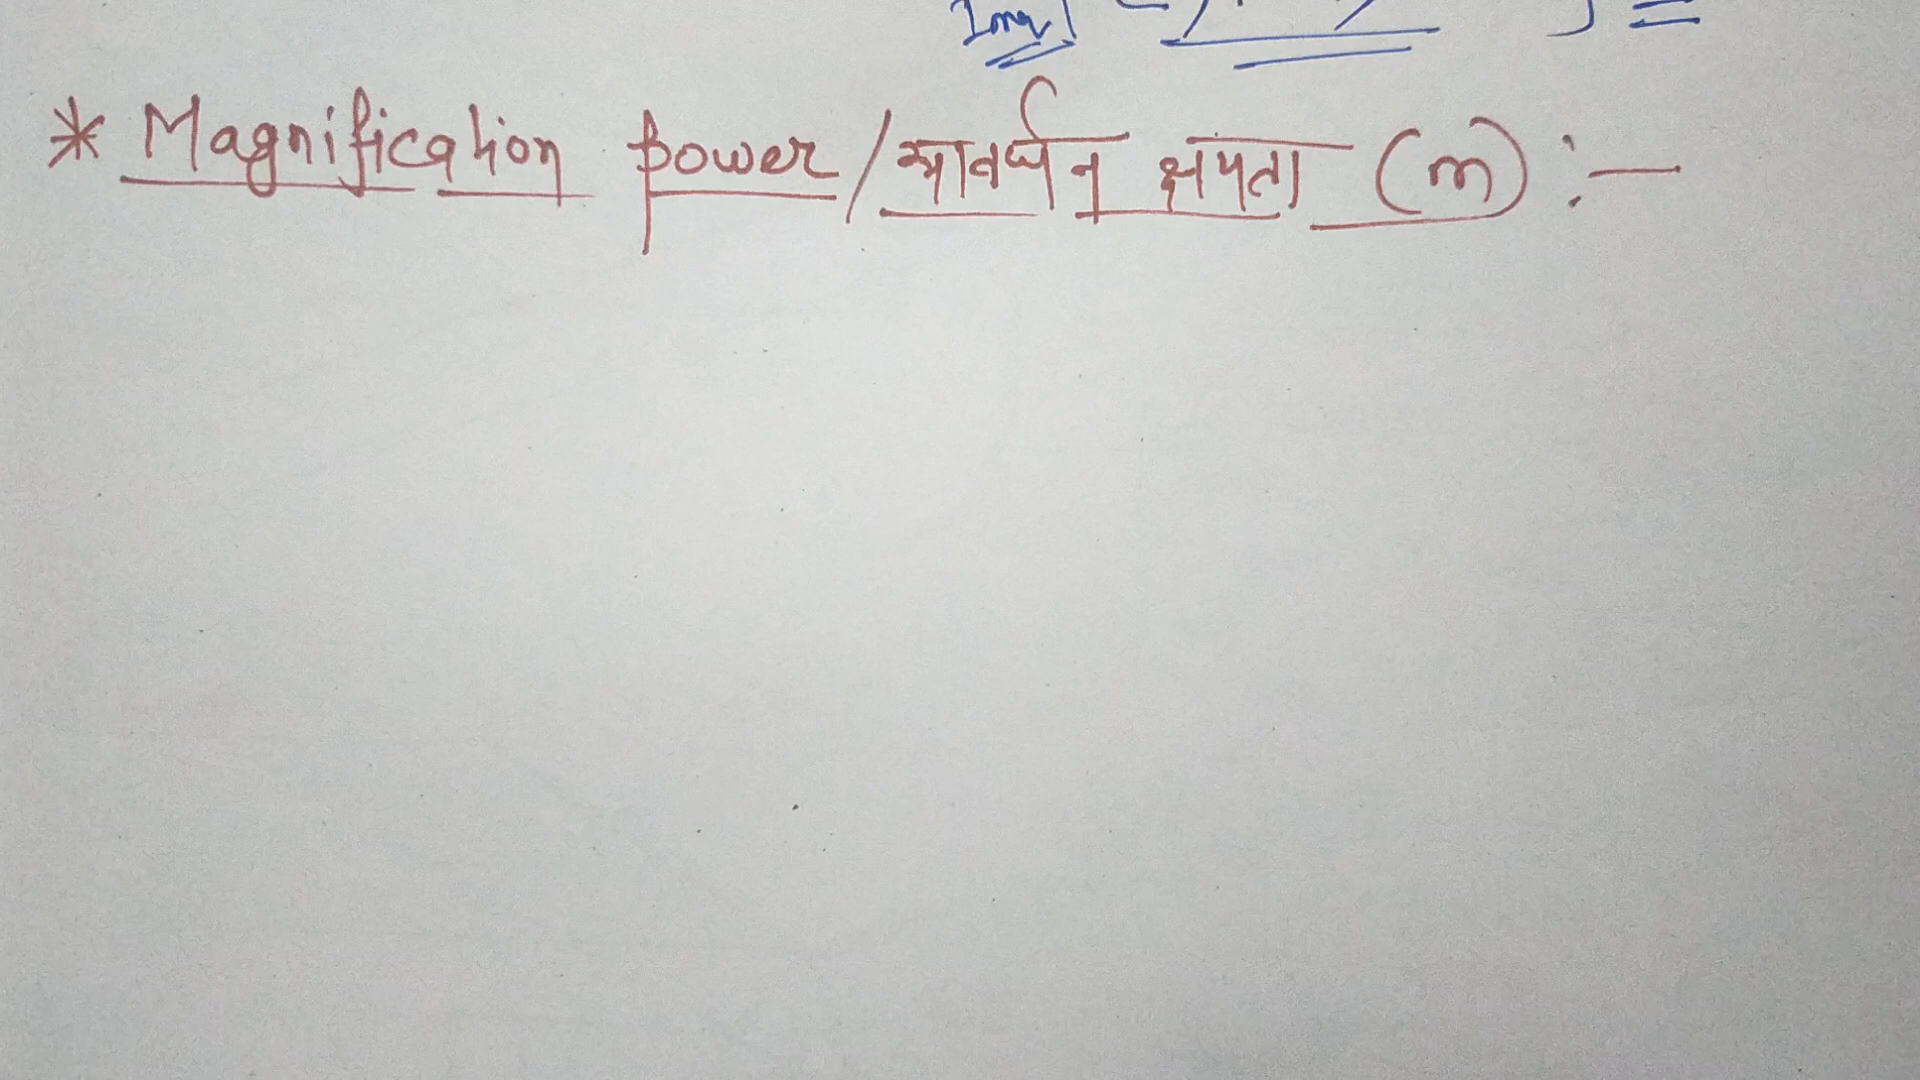 * Magnification power/आवर्धन क्षमता (m) :-